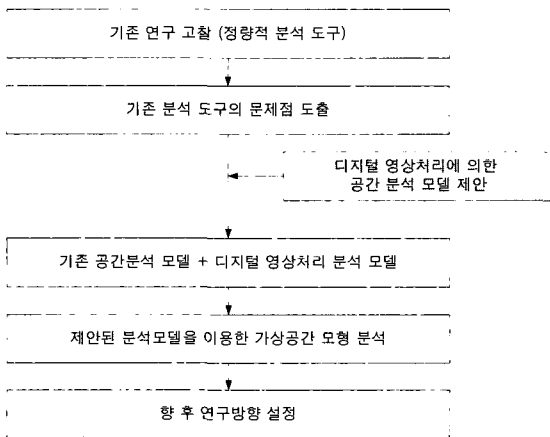 기존 연구 고찰 (정량적 분석 도구)
기존 분석 도구의 문제점 도출
디지털 영상처리에 의한
공간 분석 모델 제안
기존 공간분석 모델 + 디지털 영상처리 분석 모델
제안된 분석모델을 이용한 가상공간 모형 분석
향 후 연구방향 설정